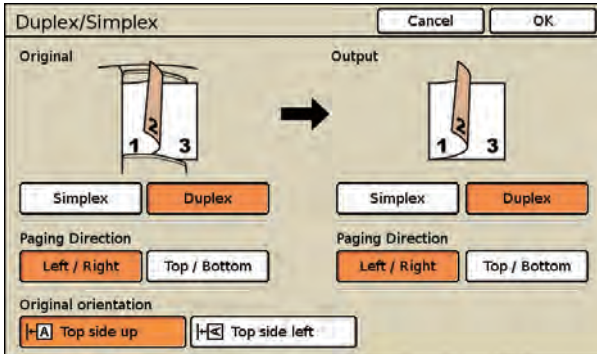 Duplex/Simplex Cancel OK
Original Output
1 2 3 1 2 3
Simplex Duplex Simplex Duplex
Paging Direction Paging Direction
Left / Right Top / Bottom Left / Right Top / Bottom
Original orientation
A Top side up A Top side left